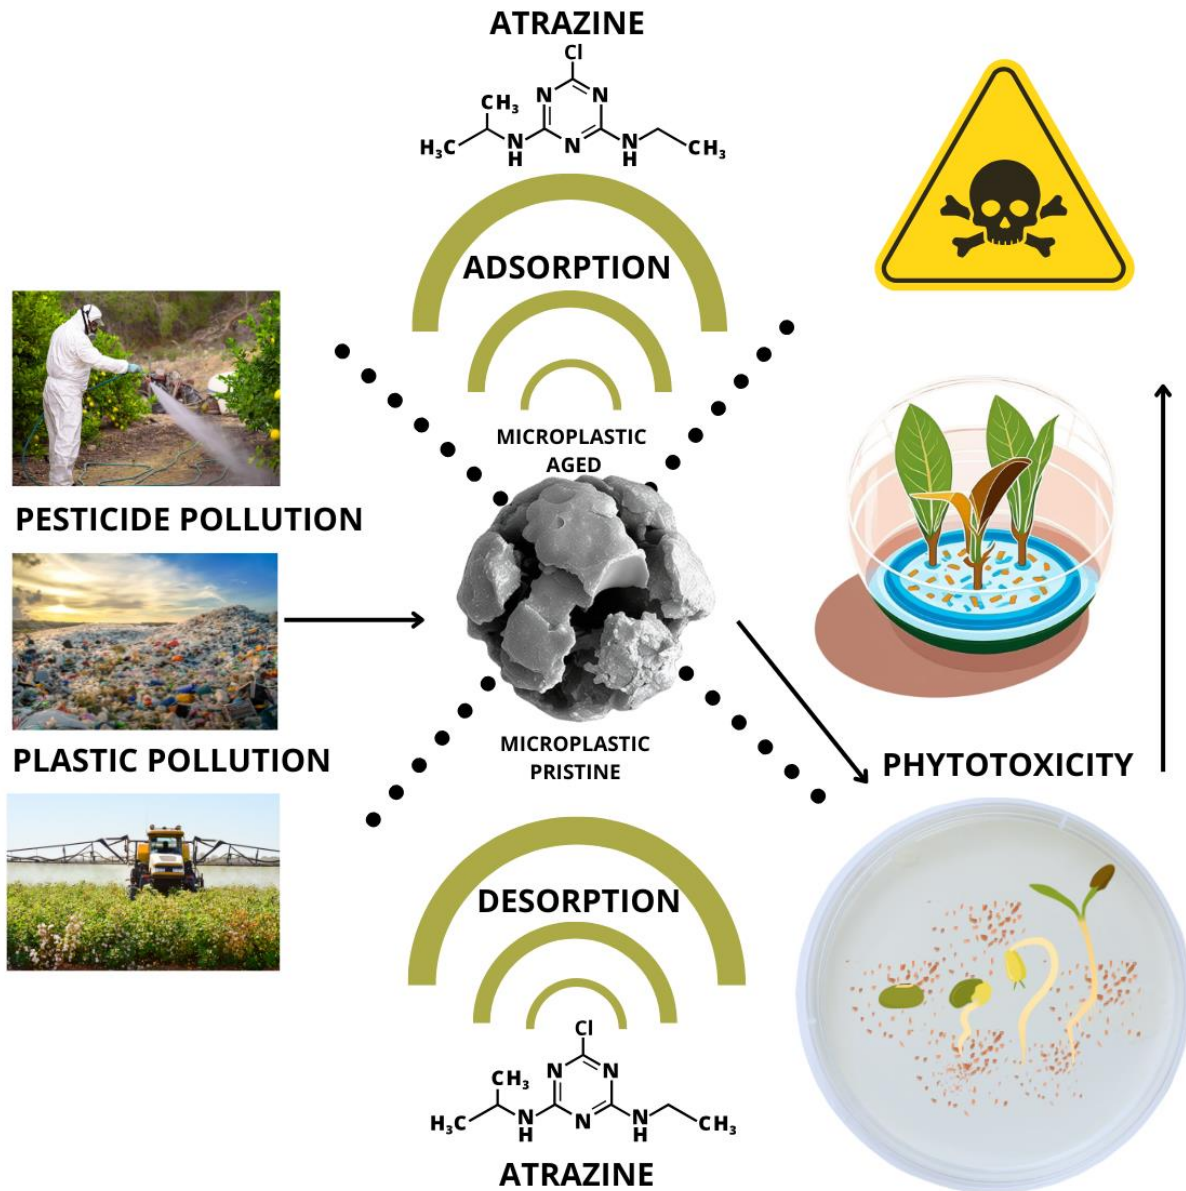 ATRAZINE
Cl
N N
CH₃
H₃C N N N CH₃
H H
ADSORPTION
MICROPLASTIC
AGED
PESTICIDE POLLUTION
PLASTIC POLLUTION
MICROPLASTIC
PRISTINE
PHYTOTOXICITY
DESORPTION
Cl
N N
CH₃
H₃C N N N CH₃
H H
ATRAZINE